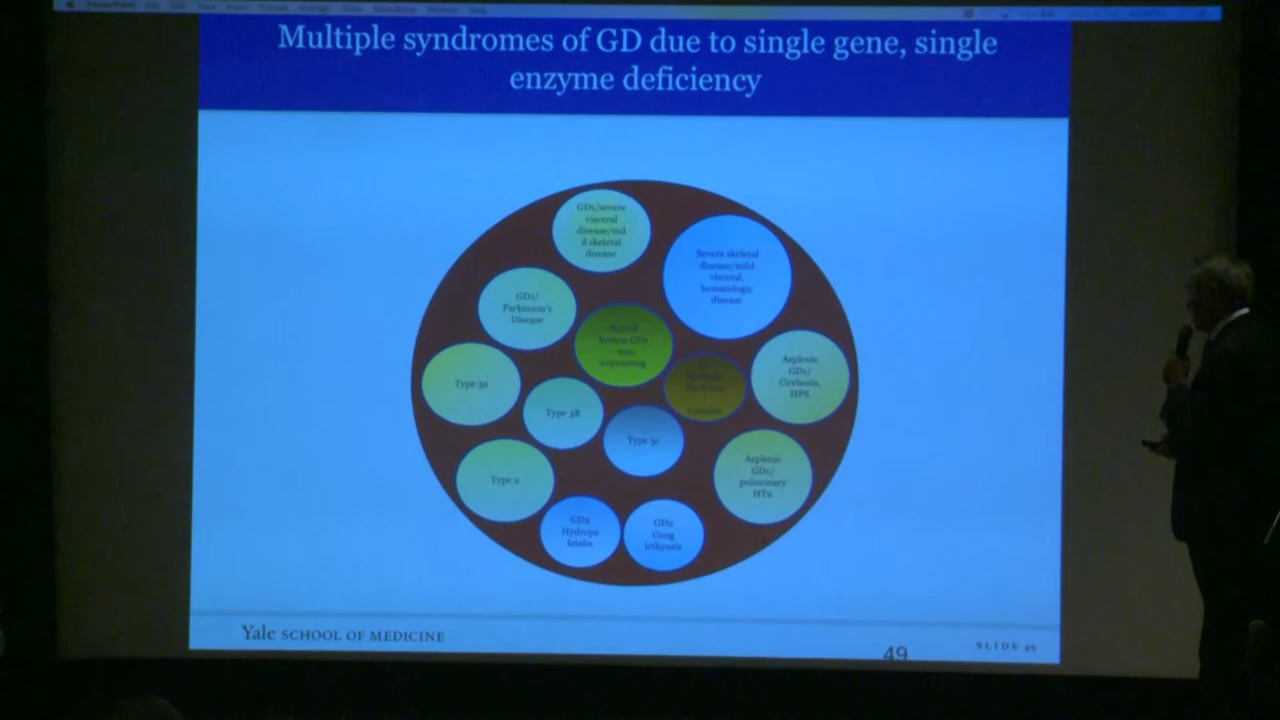 Multiple syndromes of GD due to single gene, single
enzyme deficiency
GD1/severe
visceral
disease/mil
d skeletal
disease
Severe skeletal
disease/mild
visceral,
hematologic
disease
GD1/
Parkinson's
Disease
Type 3a
Type 3B
Type 3c
Asplenic
GD1/
Cirrhosis,
HPS
Asplenic
GD1/
pulmonary
HTn
Type 2
GD2
Hydrops
fetalis
GD2
Cong
icthyosis
Yale SCHOOL OF MEDICINE
49
SLIDE 49